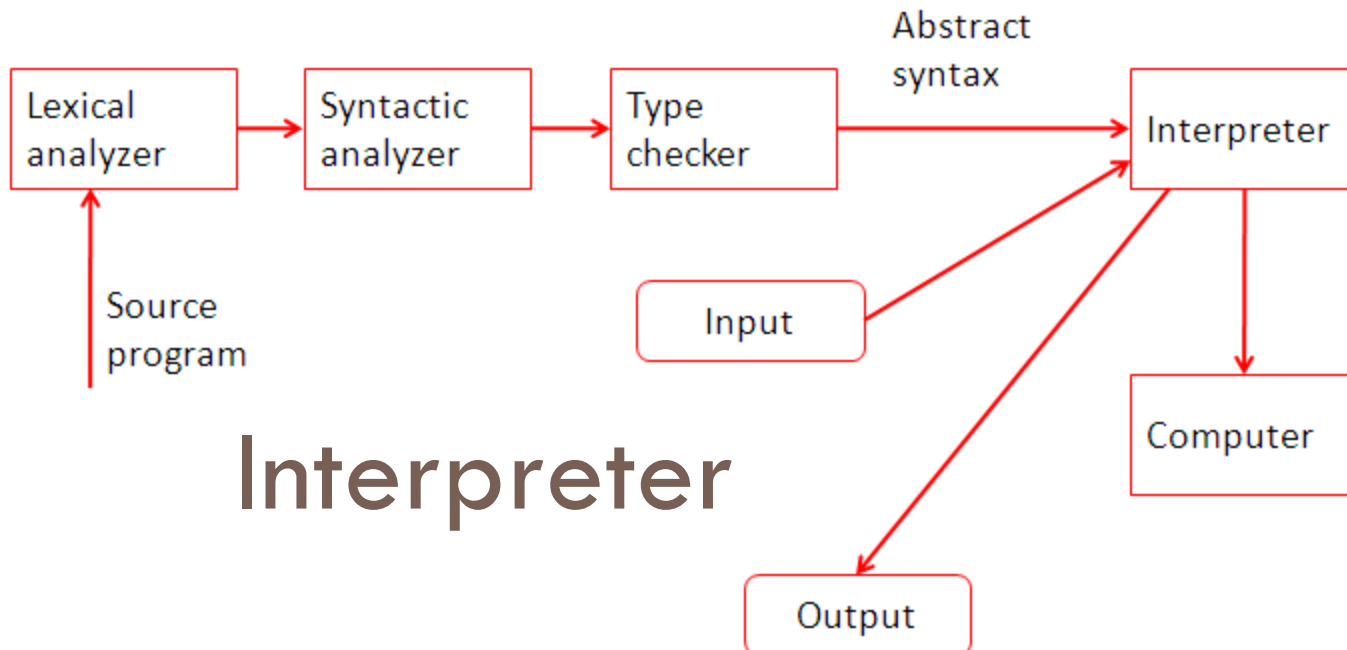 Abstract
syntax
Lexical
analyzer
Syntactic
analyzer
Type
checker
Interpreter
Source
program
Input
Computer
Interpreter
Output